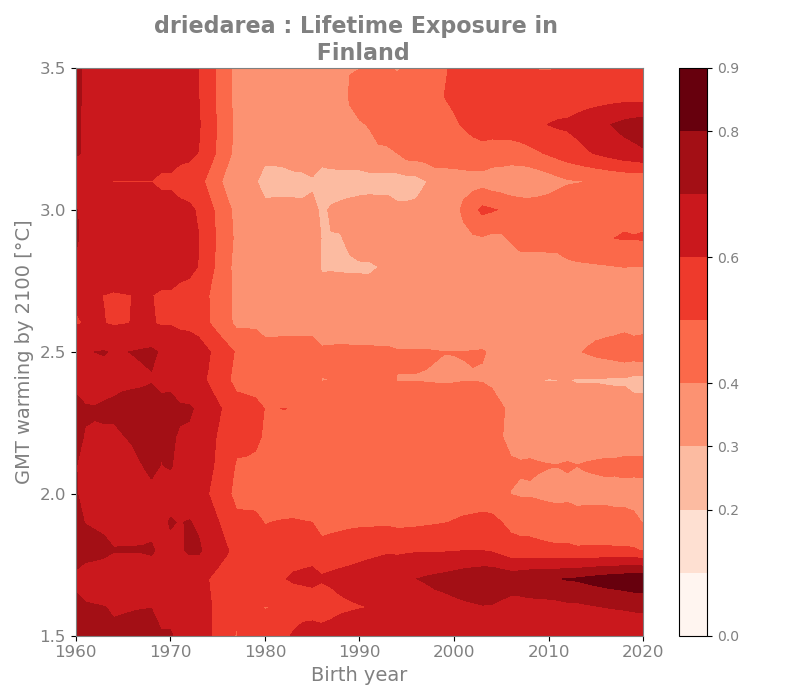 driedarea : Lifetime Exposure in
Finland
3.5
3.0
2.5
2.0
1.5
GMT warming by 2100 [°C]
1960 1970 1980 1990 2000 2010 2020
Birth year
0.9
0.8
0.6
0.4
0.3
0.2
0.0